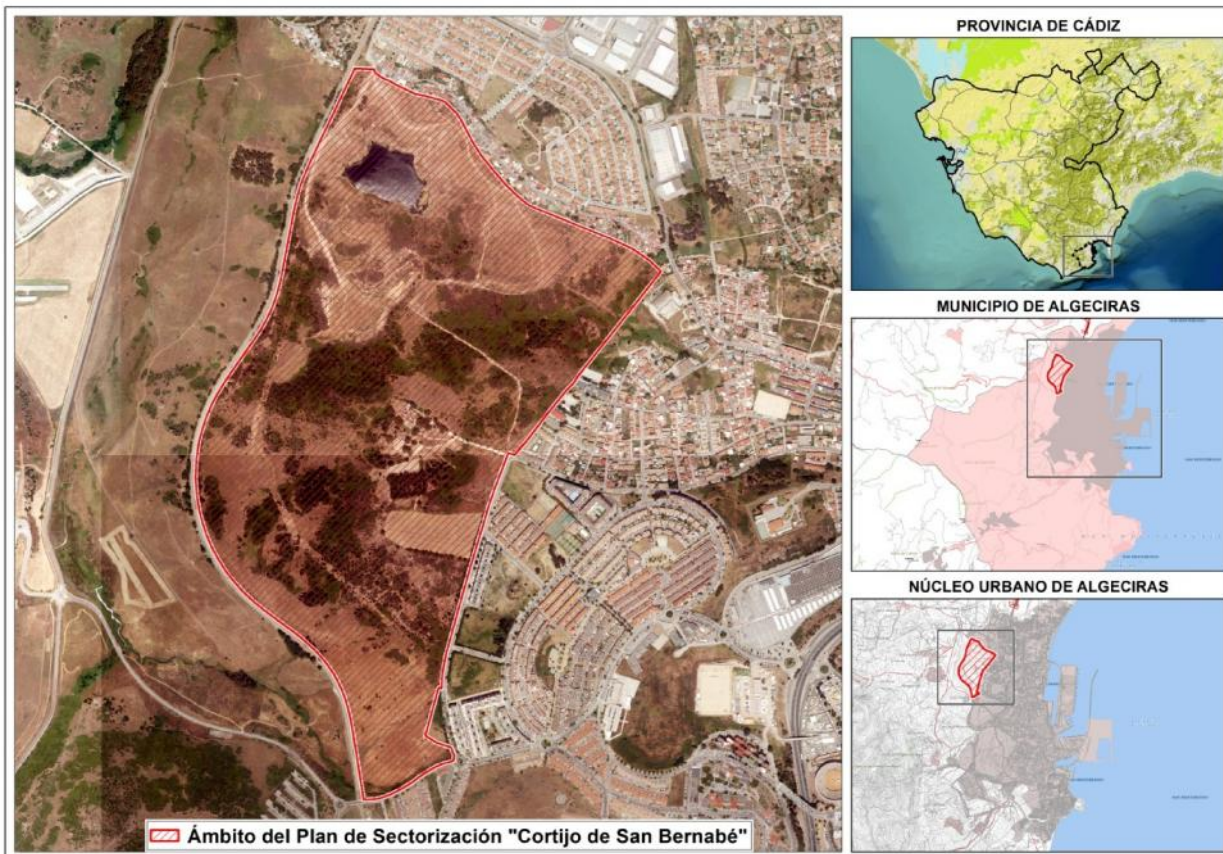 PROVINCIA DE CÁDIZ
MUNICIPIO DE ALGECIRAS
NÚCLEO URBANO DE ALGECIRAS
Ámbito del Plan de Sectorización "Cortijo de San Bernabé"